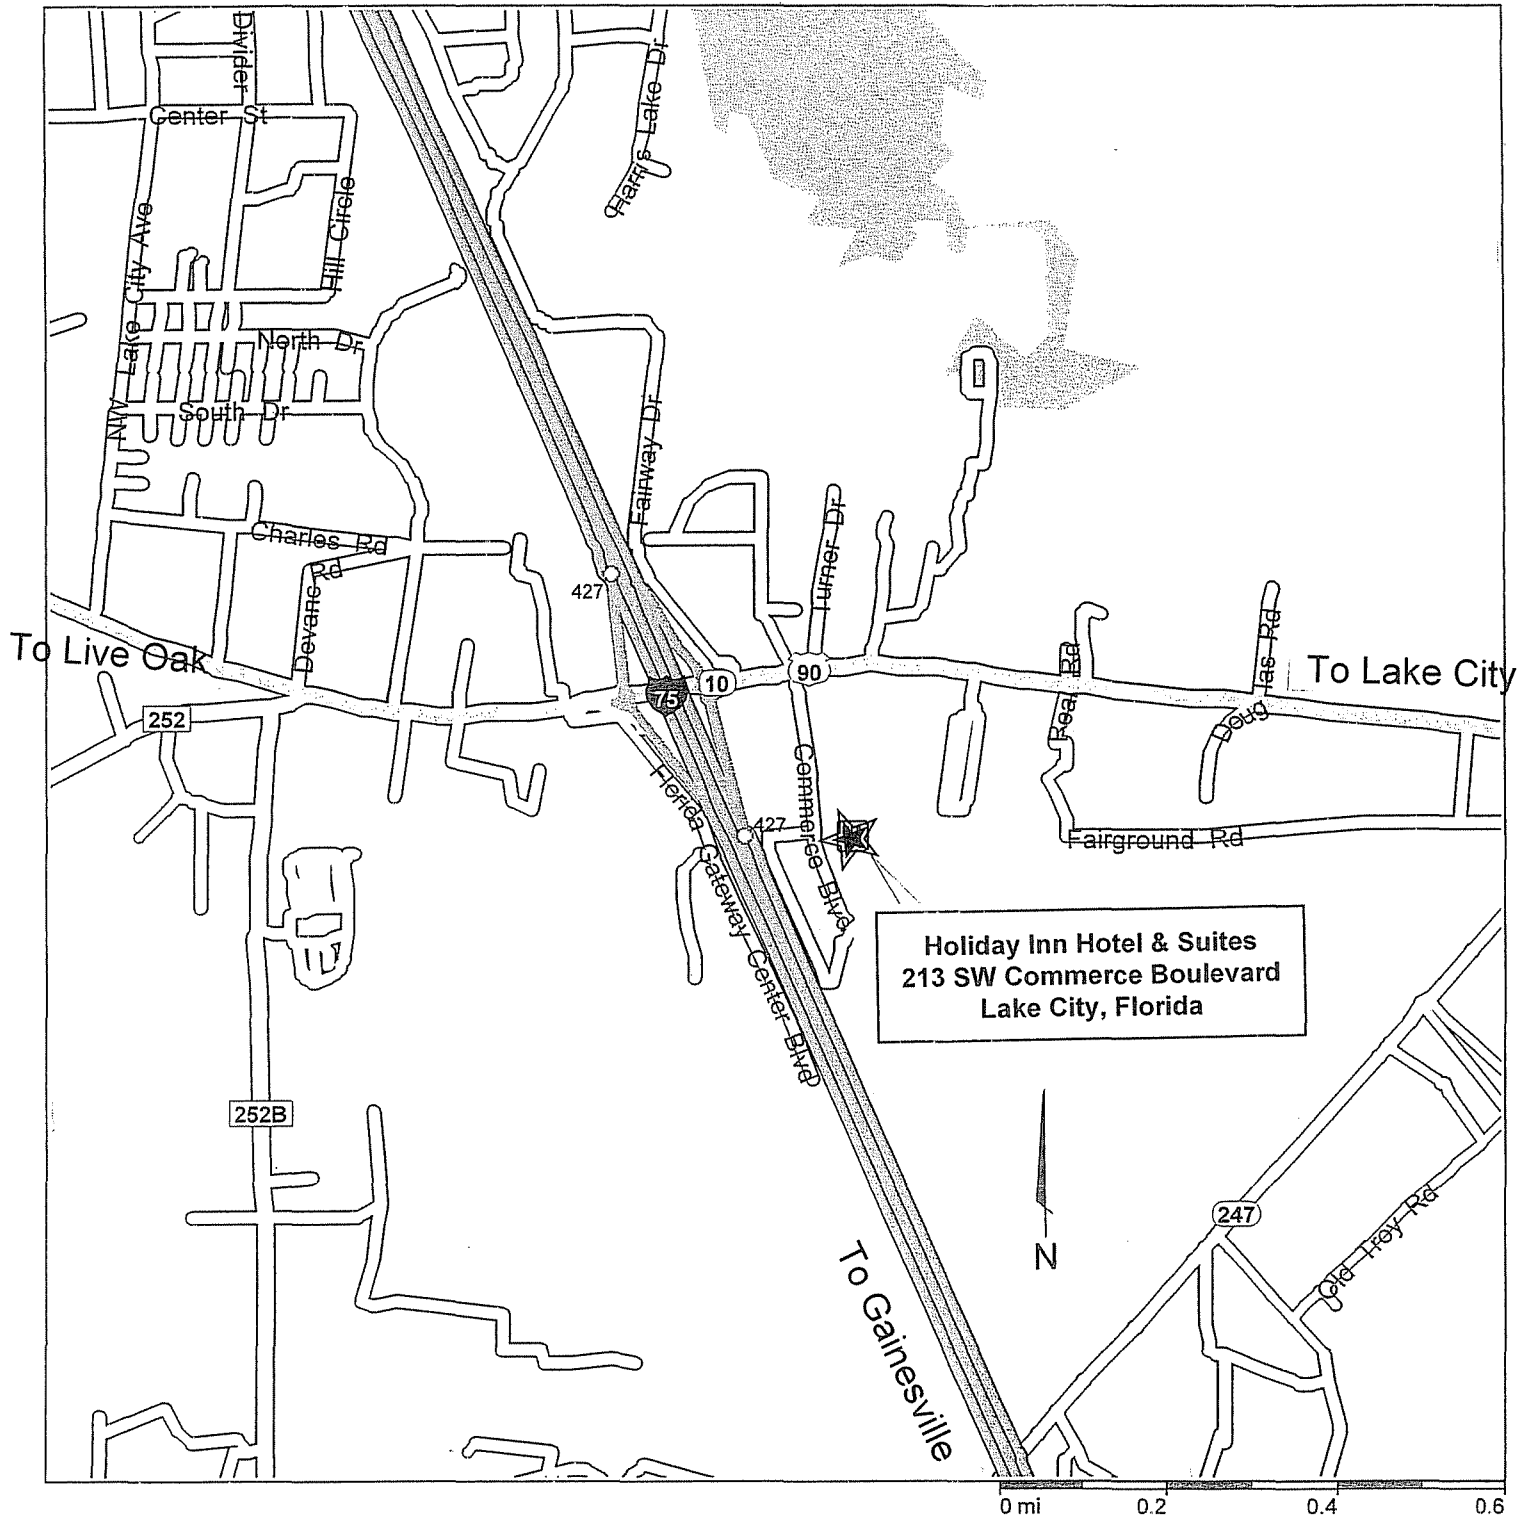 Divider
Center St
Harris Lake Dr
Hill Circle
NW Lake City Ave
North Dr
South Dr
Fairway Dr
Charles Rd
Devane Rd
Turner Dr
427
To Live Oak
252
75
10
90
Real Rd
Douglas Rd
To Lake City
Commerce Blvd
427
Florida Gateway Center Blvd
Fairground Rd
Holiday Inn Hotel & Suites
213 SW Commerce Boulevard
Lake City, Florida
252B
N
247
Old Troy Rd
To Gainesville
0 mi 0.2 0.4 0.6